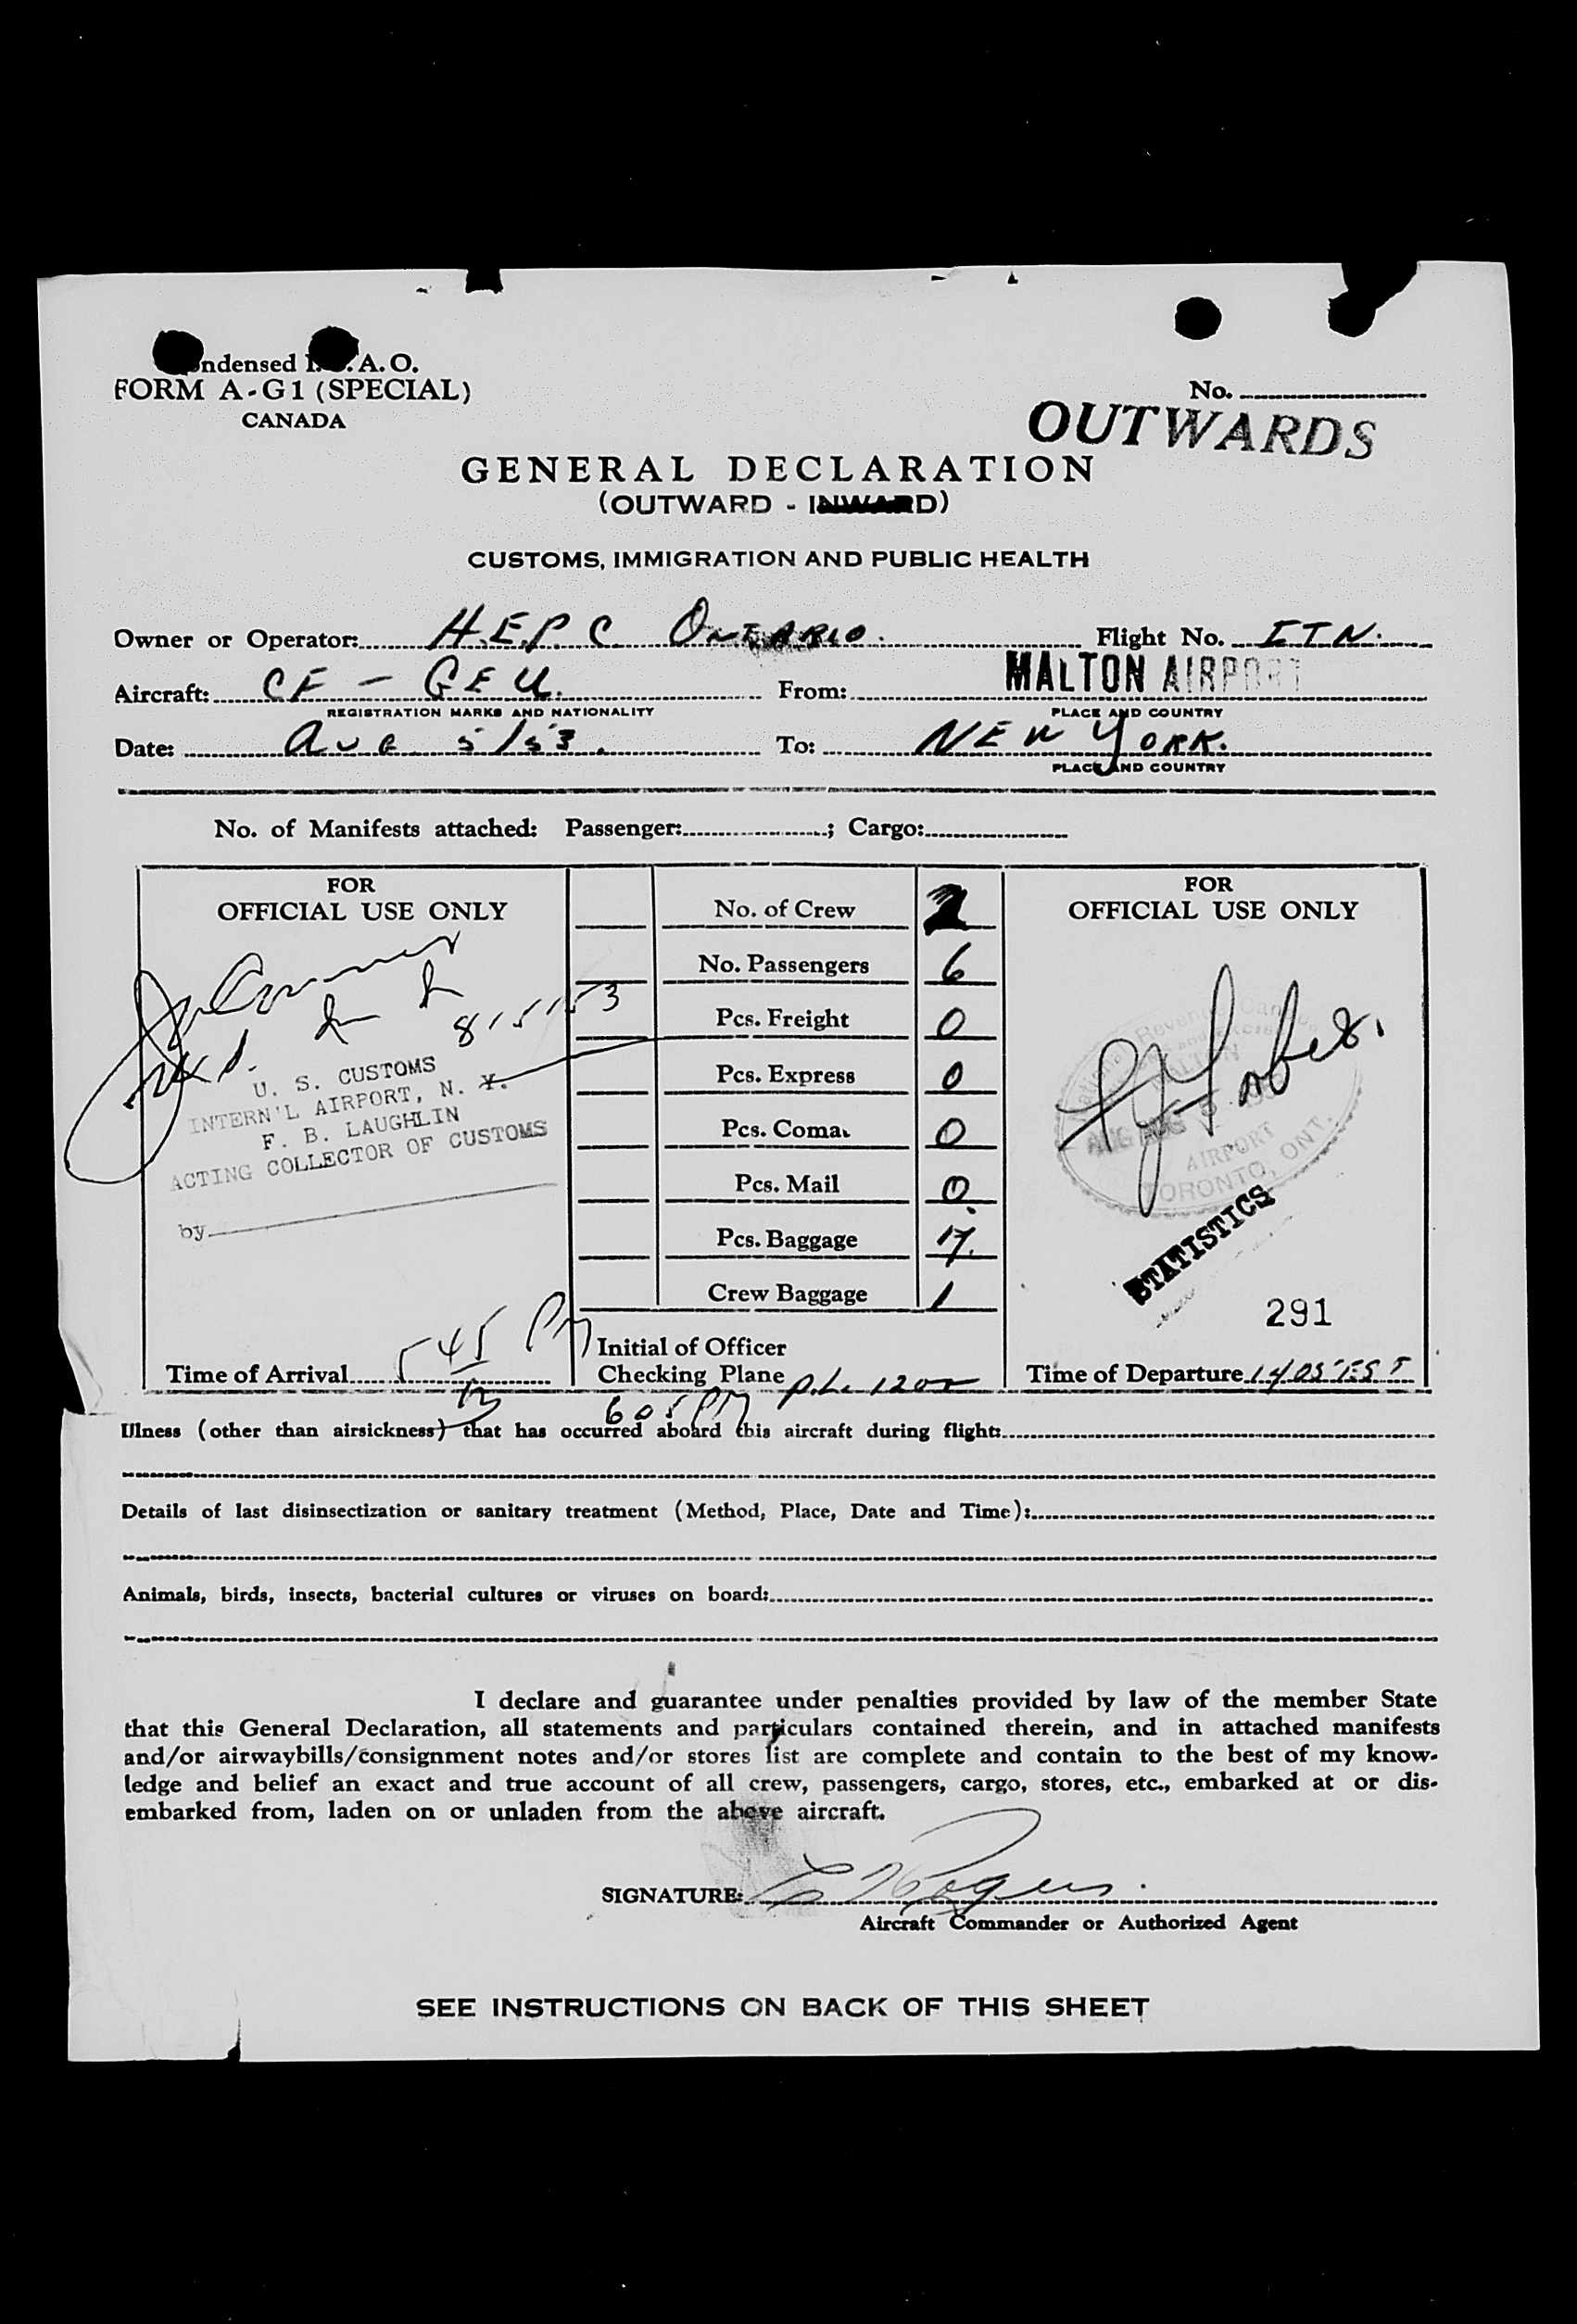 ndensed I. . A. O.
FORM A-G1 (SPECIAL)
CANADA
No.
OUTWARDS
GENERAL DECLARATION
(OUTWARD - INWARD)
CUSTOMS, IMMIGRATION AND PUBLIC HEALTH
Owner or Operator: H.E.P.C ONTARIO. Flight No. ITN.
Aircraft: CF - GEU. From: MALTON AIRPORT
REGISTRATION MARKS AND NATIONALITY PLACE AND COUNTRY
Date: Aug 5/53. To: NEW YORK.
PLACE AND COUNTRY
No. of Manifests attached: Passenger: ; Cargo:
FOR
OFFICIAL USE ONLY
8/5/53
U. S. CUSTOMS
INTERN'L AIRPORT, N. Y.
F. B. LAUGHLIN
ACTING COLLECTOR OF CUSTOMS
by
Time of Arrival 545 PM
No. of Crew 2
No. Passengers 6
Pcs. Freight 0
Pcs. Express 0
Pcs. Comat 0
Pcs. Mail 0
Pcs. Baggage 17.
Crew Baggage 1
Initial of Officer
Checking Plane
605 PM
FOR
OFFICIAL USE ONLY
Forbes.
MALTON
AUG 5
AIRPORT
TORONTO, ONT.
STATISTICS
291
Time of Departure 1405 EST
Illness (other than airsickness) that has occurred aboard this aircraft during flight:
Details of last disinsectization or sanitary treatment (Method, Place, Date and Time):
Animals, birds, insects, bacterial cultures or viruses on board:
I declare and guarantee under penalties provided by law of the member State
that this General Declaration, all statements and particulars contained therein, and in attached manifests
and/or airwaybills/consignment notes and/or stores list are complete and contain to the best of my know-
ledge and belief an exact and true account of all crew, passengers, cargo, stores, etc., embarked at or dis-
embarked from, laden on or unladen from the above aircraft.
SIGNATURE: Rogers.
Aircraft Commander or Authorized Agent
SEE INSTRUCTIONS ON BACK OF THIS SHEET